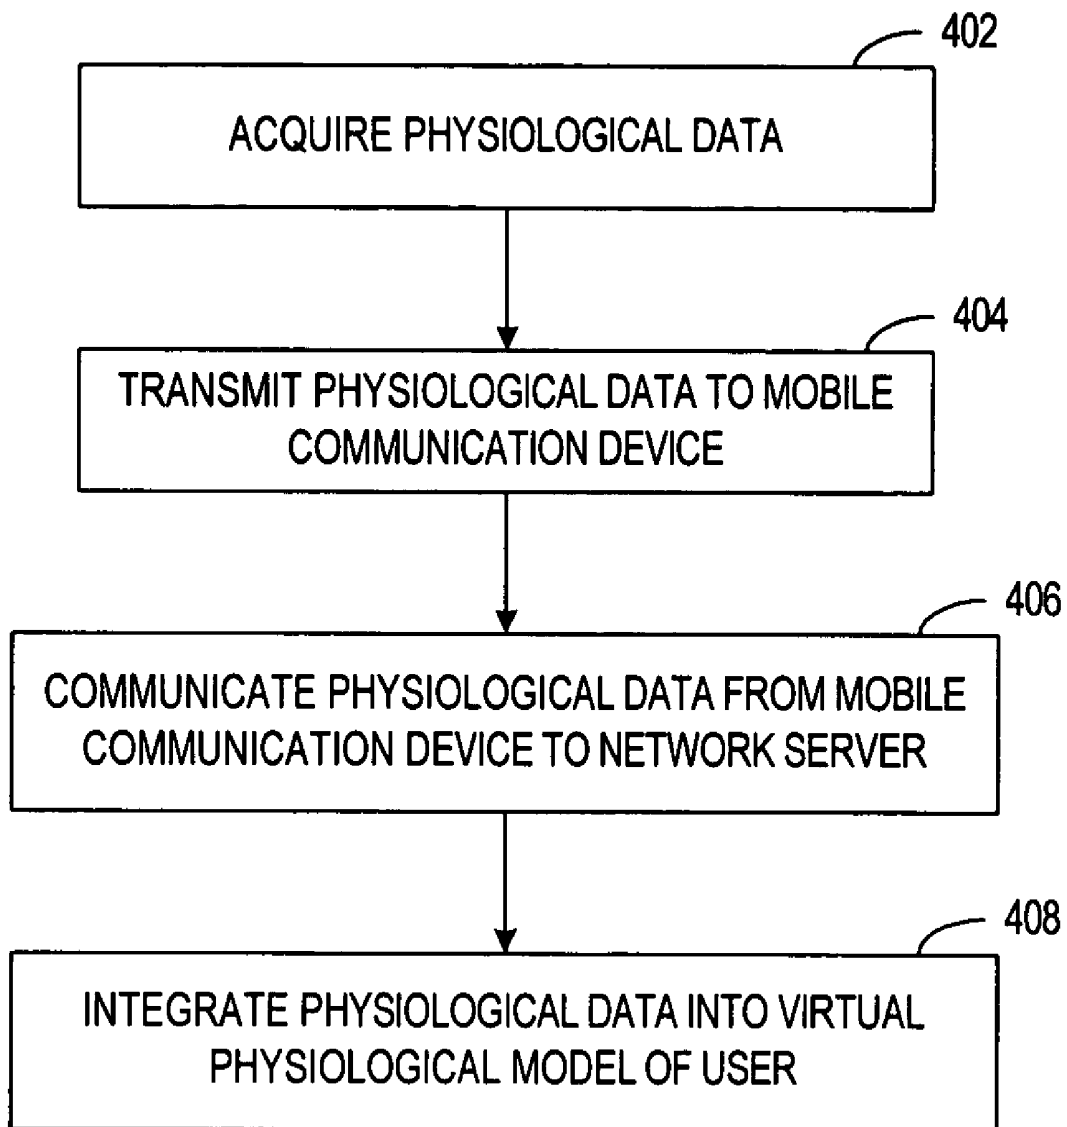 402
ACQUIRE PHYSIOLOGICAL DATA
404
TRANSMIT PHYSIOLOGICAL DATA TO MOBILE
COMMUNICATION DEVICE
406
COMMUNICATE PHYSIOLOGICAL DATA FROM MOBILE
COMMUNICATION DEVICE TO NETWORK SERVER
408
INTEGRATE PHYSIOLOGICAL DATA INTO VIRTUAL
PHYSIOLOGICAL MODEL OF USER